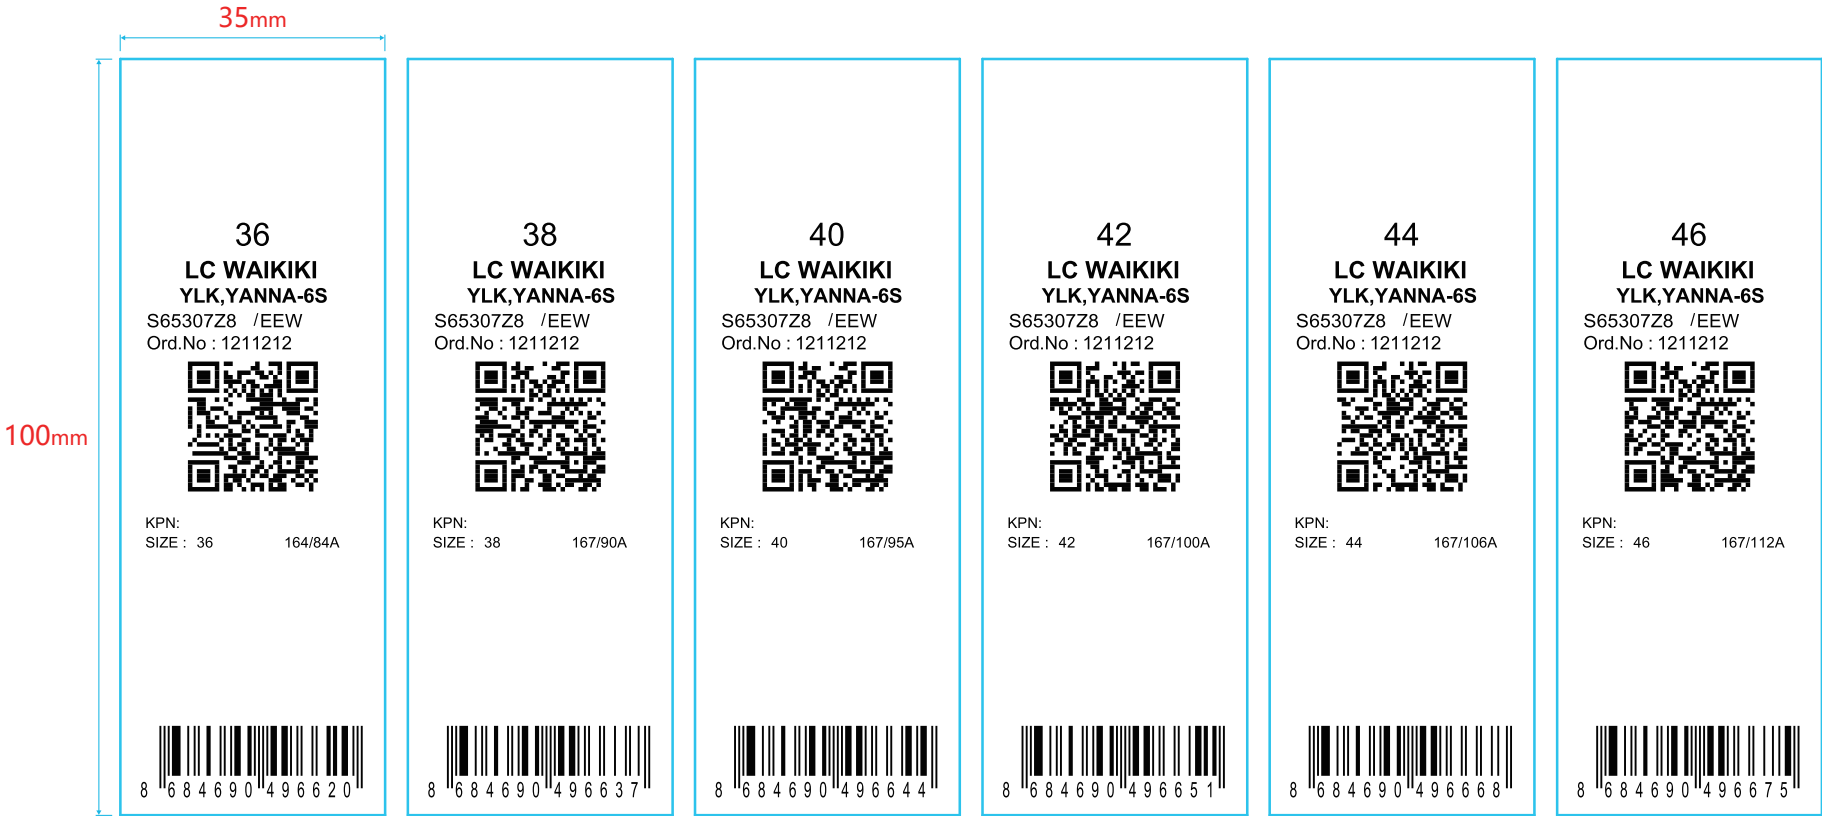 35mm
100mm
36
LC WAIKIKI
YLK,YANNA-6S
S65307Z8 /EEW
Ord.No : 1211212
KPN:
SIZE : 36 164/84A
8 684690 496620
38
LC WAIKIKI
YLK,YANNA-6S
S65307Z8 /EEW
Ord.No : 1211212
KPN:
SIZE : 38 167/90A
8 684690 496637
40
LC WAIKIKI
YLK,YANNA-6S
S65307Z8 /EEW
Ord.No : 1211212
KPN:
SIZE : 40 167/95A
8 684690 496644
42
LC WAIKIKI
YLK,YANNA-6S
S65307Z8 /EEW
Ord.No : 1211212
KPN:
SIZE : 42 167/100A
8 684690 496651
44
LC WAIKIKI
YLK,YANNA-6S
S65307Z8 /EEW
Ord.No : 1211212
KPN:
SIZE : 44 167/106A
8 684690 496668
46
LC WAIKIKI
YLK,YANNA-6S
S65307Z8 /EEW
Ord.No : 1211212
KPN:
SIZE : 46 167/112A
8 684690 496675